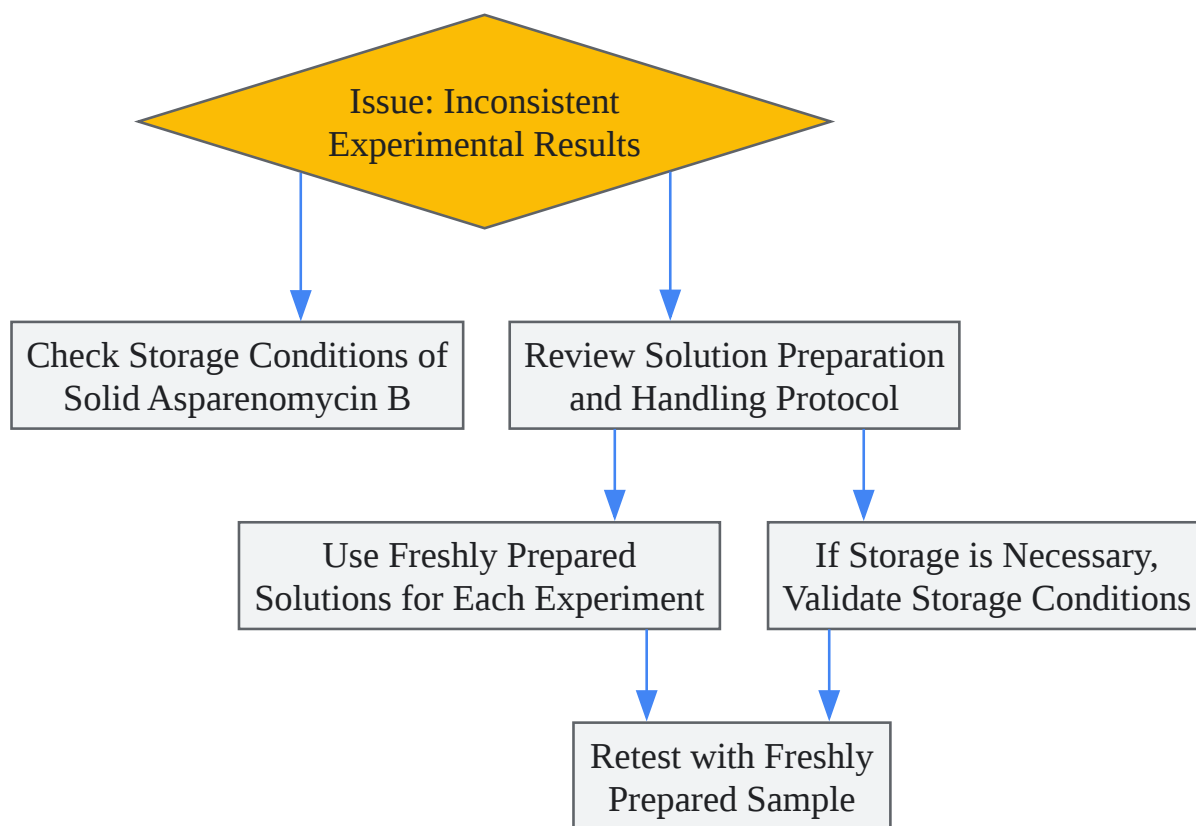 Issue: Inconsistent
Experimental Results
Check Storage Conditions of
Solid Asparenomycin B
Review Solution Preparation
and Handling Protocol
Use Freshly Prepared
Solutions for Each Experiment
If Storage is Necessary,
Validate Storage Conditions
Retest with Freshly
Prepared Sample